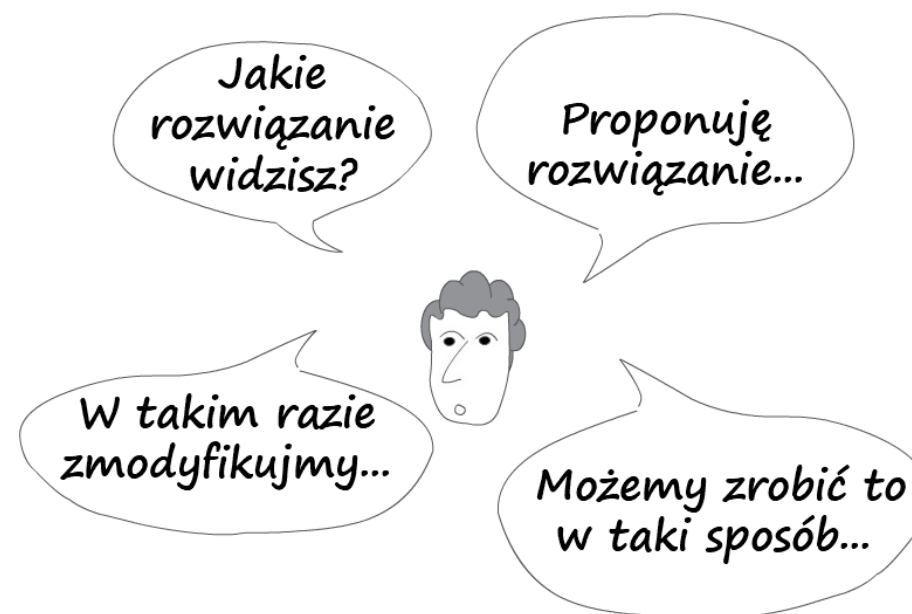 Jakie
rozwiązanie
widzisz?
Proponuję
rozwiązanie...
W takim razie
zmodyfikujmy...
Możemy zrobić to
w taki sposób...